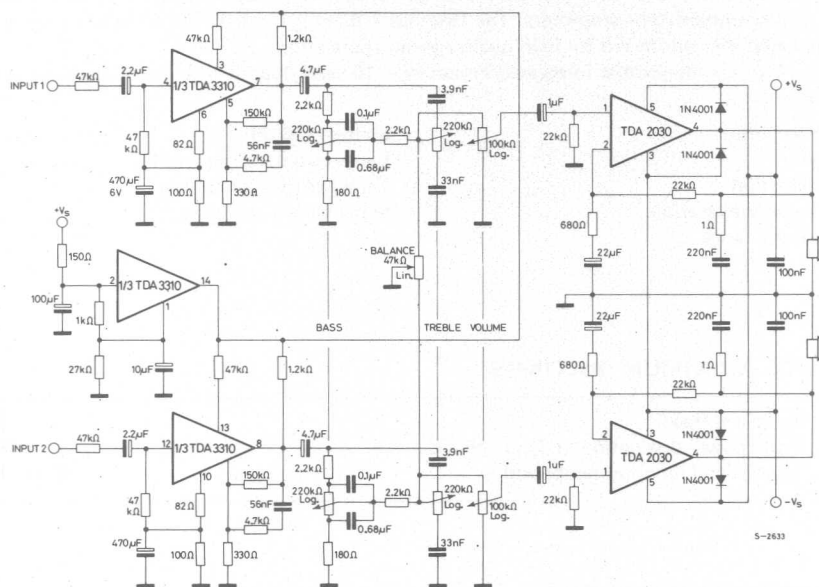 47kΩ 1.2kΩ
3
INPUT 1 47kΩ 2.2µF 4 1/3 TDA 3310 7 4.7µF
5
6
2.2kΩ 3.9nF
47 kΩ 82Ω 150kΩ 0.1µF
220kΩ Log. 2.2kΩ 220kΩ Log. 100kΩ Log.
56nF
4.7kΩ 0.68µF
470µF 6V 100Ω 330Ω 180Ω 33nF
1µF 22kΩ
1 5 TDA 2030 4
2 3
1N4001
1N4001
+Vs
22kΩ
680Ω 1Ω
22µF 220nF 100nF
+Vs
150Ω
2 1/3 TDA 3310 14
1
100µF 1kΩ
27kΩ 10µF
BALANCE
47kΩ
Lin.
BASS TREBLE VOLUME
22µF 220nF 100nF
680Ω 1Ω
22kΩ
47kΩ 1.2kΩ
13
INPUT 2 47kΩ 2.2µF 12 1/3 TDA 3310 8 4.7µF
10
2.2kΩ 3.9nF
47 kΩ 82Ω 150kΩ 0.1µF
220kΩ Log. 2.2kΩ 220kΩ Log. 100kΩ Log.
56nF
4.7kΩ 0.68µF
470µF 100Ω 330Ω 180Ω 33nF
1uF 22kΩ
2 3 TDA 2030 4
1 5
1N4001
1N4001
-Vs
S-2633